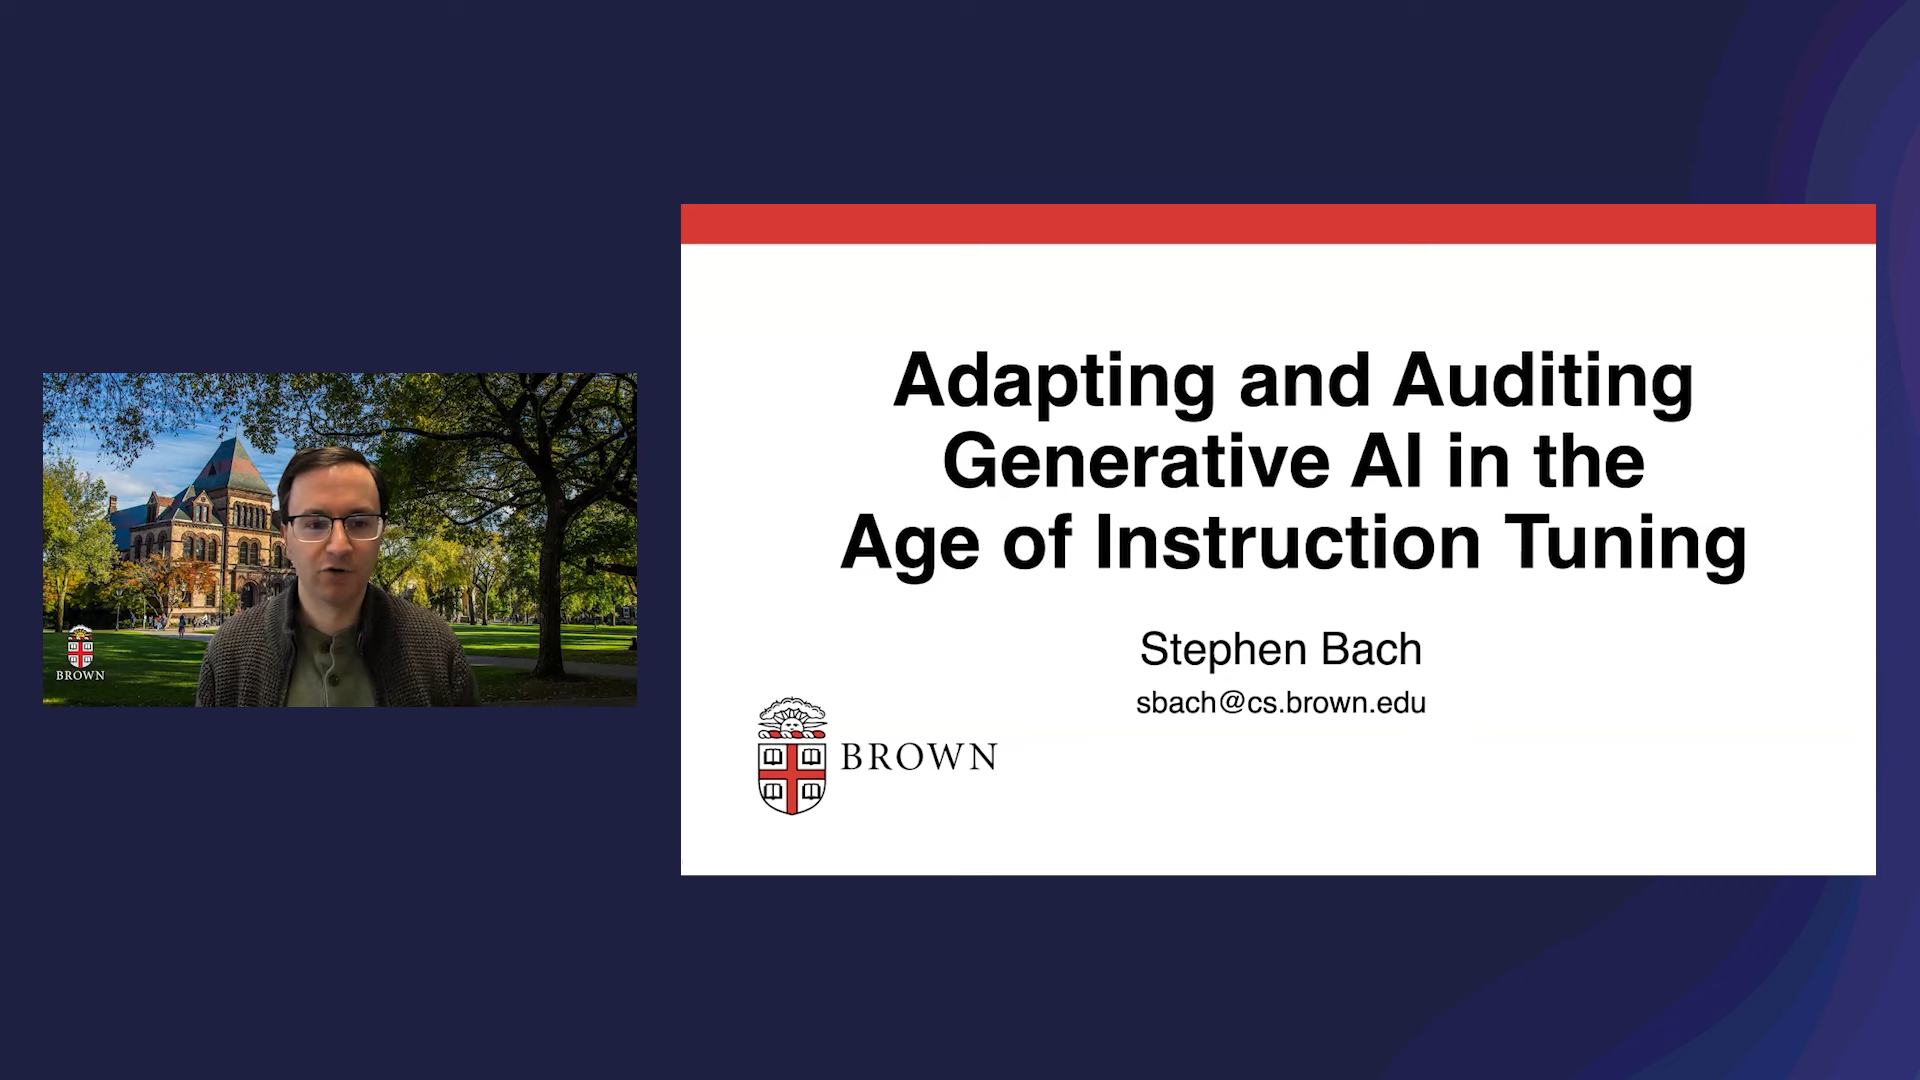 BROWN
Adapting and Auditing
Generative AI in the
Age of Instruction Tuning
Stephen Bach
sbach@cs.brown.edu
BROWN